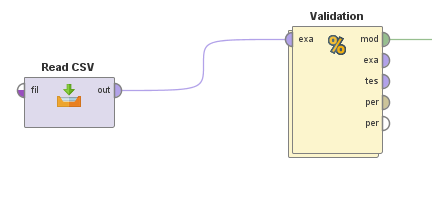 Validation
exa mod
exa
tes
per
per
Read CSV
fil out